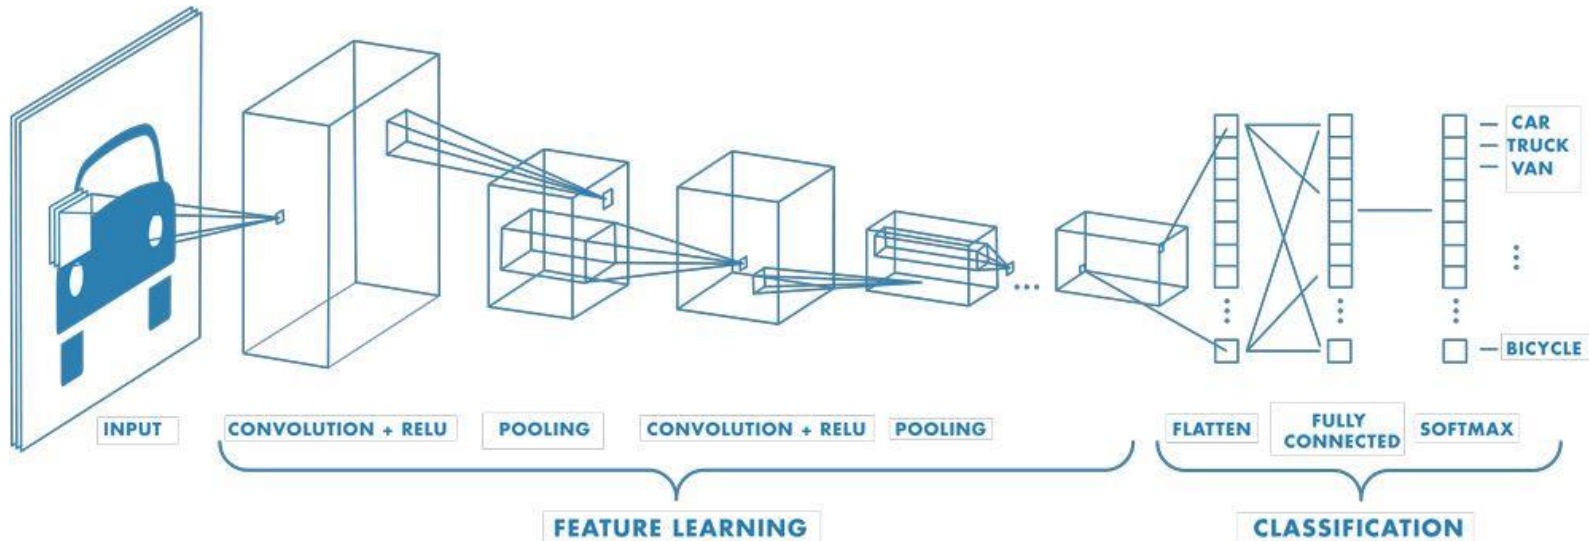 CAR
TRUCK
VAN
BICYCLE
INPUT
CONVOLUTION + RELU
POOLING
CONVOLUTION + RELU
POOLING
FLATTEN
FULLY
CONNECTED
SOFTMAX
FEATURE LEARNING
CLASSIFICATION